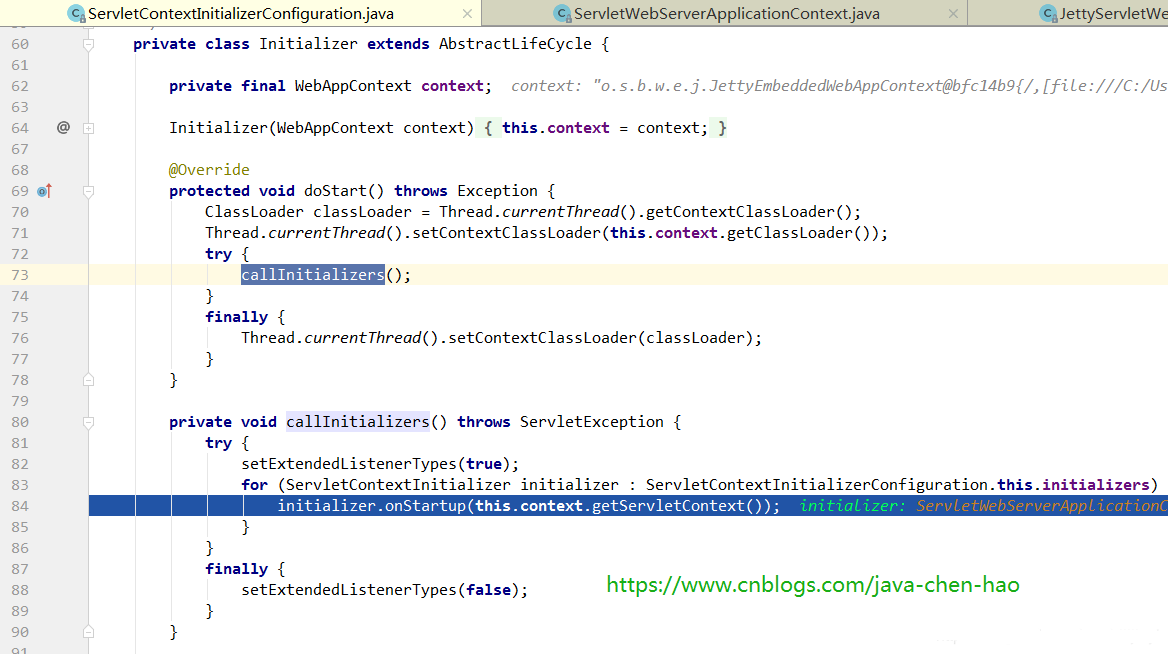 ServletContextInitializerConfiguration.java ServletWebServerApplicationContext.java JettyServletWe
60 private class Initializer extends AbstractLifeCycle {
61
62 private final WebAppContext context; context: "o.s.b.w.e.j.JettyEmbeddedWebAppContext@bfc14b9{/,[file:///C:/Us
63
64 @ Initializer(WebAppContext context) { this.context = context; }
67
68 @Override
69 protected void doStart() throws Exception {
70 ClassLoader classLoader = Thread.currentThread().getContextClassLoader();
71 Thread.currentThread().setContextClassLoader(this.context.getClassLoader());
72 try {
73 callInitializers();
74 }
75 finally {
76 Thread.currentThread().setContextClassLoader(classLoader);
77 }
78 }
79
80 private void callInitializers() throws ServletException {
81 try {
82 setExtendedListenerTypes(true);
83 for (ServletContextInitializer initializer : ServletContextInitializerConfiguration.this.initializers)
84 initializer.onStartup(this.context.getServletContext()); initializer: ServletWebServerApplicationC
85 }
86 }
87 finally {
88 setExtendedListenerTypes(false);
89 }
90 }
91
https://www.cnblogs.com/java-chen-hao